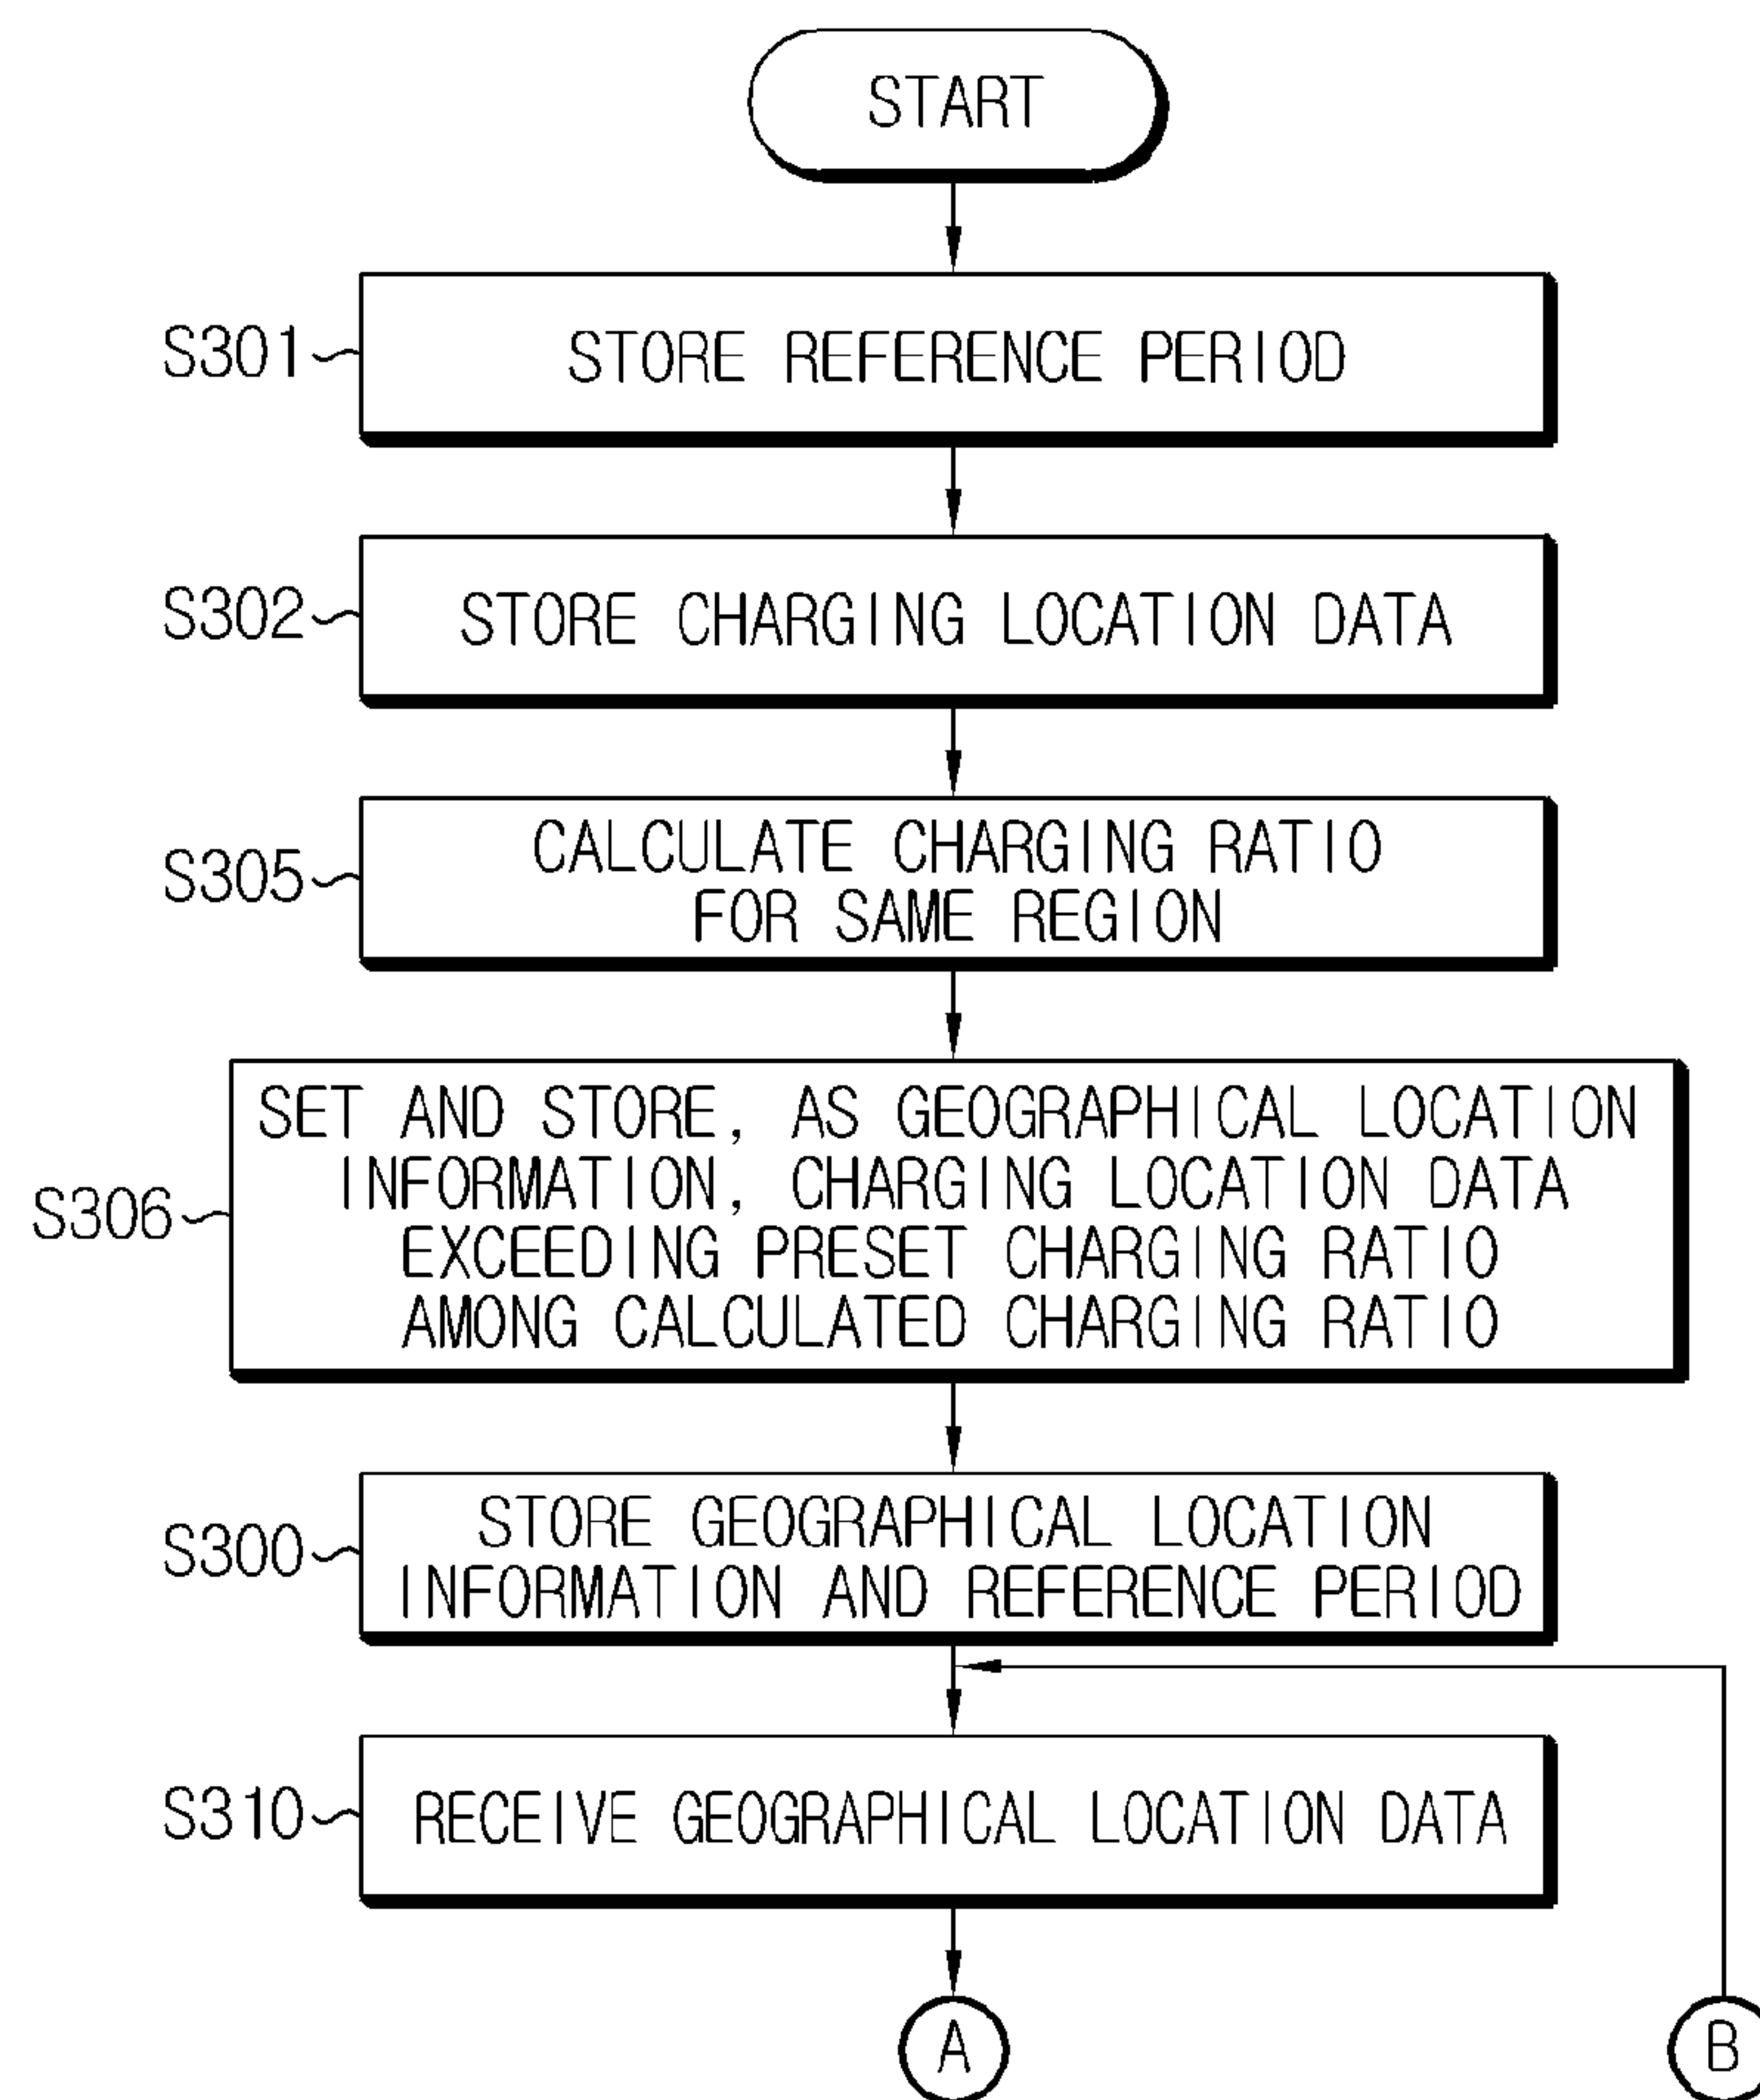 START
S301
STORE REFERENCE PERIOD
S302
STORE CHARGING LOCATION DATA
S305
CALCULATE CHARGING RATIO
FOR SAME REGION
S306
SET AND STORE, AS GEOGRAPHICAL LOCATION
INFORMATION, CHARGING LOCATION DATA
EXCEEDING PRESET CHARGING RATIO
AMONG CALCULATED CHARGING RATIO
S300
STORE GEOGRAPHICAL LOCATION
INFORMATION AND REFERENCE PERIOD
S310
RECEIVE GEOGRAPHICAL LOCATION DATA
A
B